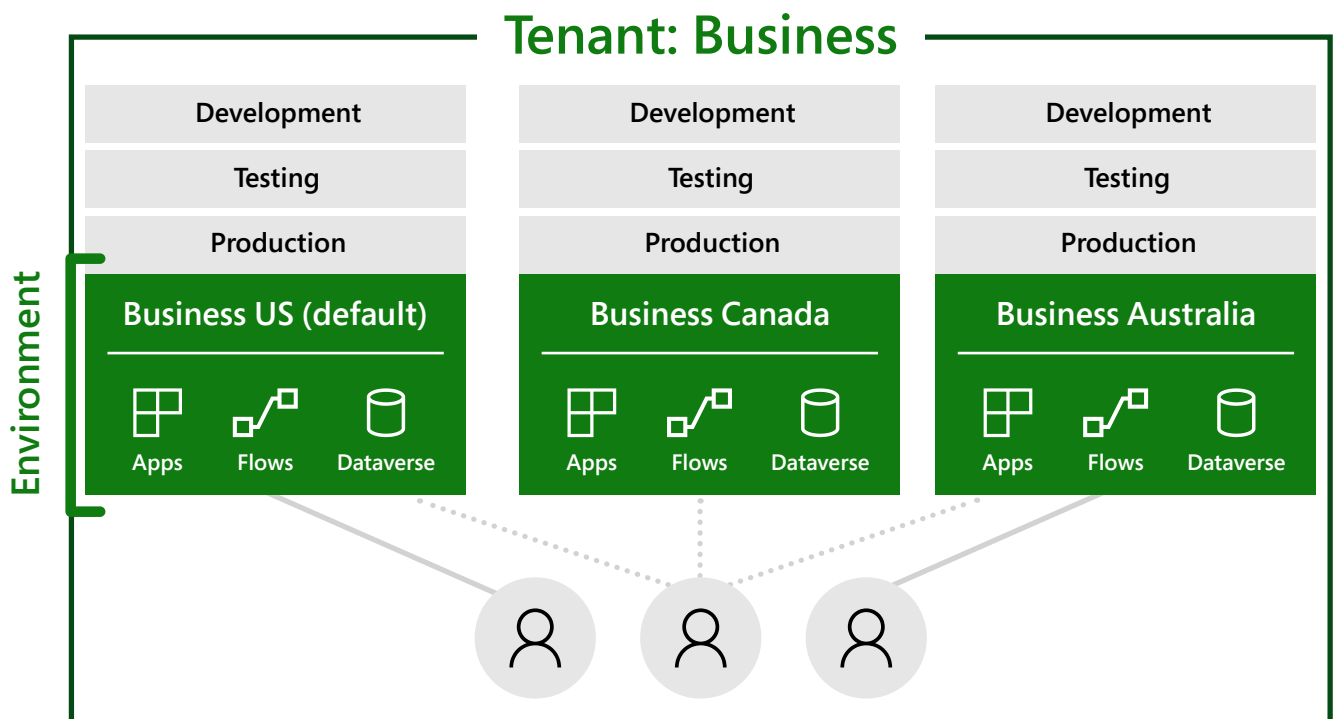 Tenant: Business
Environment
Development
Testing
Production
Business US (default)
Apps Flows Dataverse
Development
Testing
Production
Business Canada
Apps Flows Dataverse
Development
Testing
Production
Business Australia
Apps Flows Dataverse